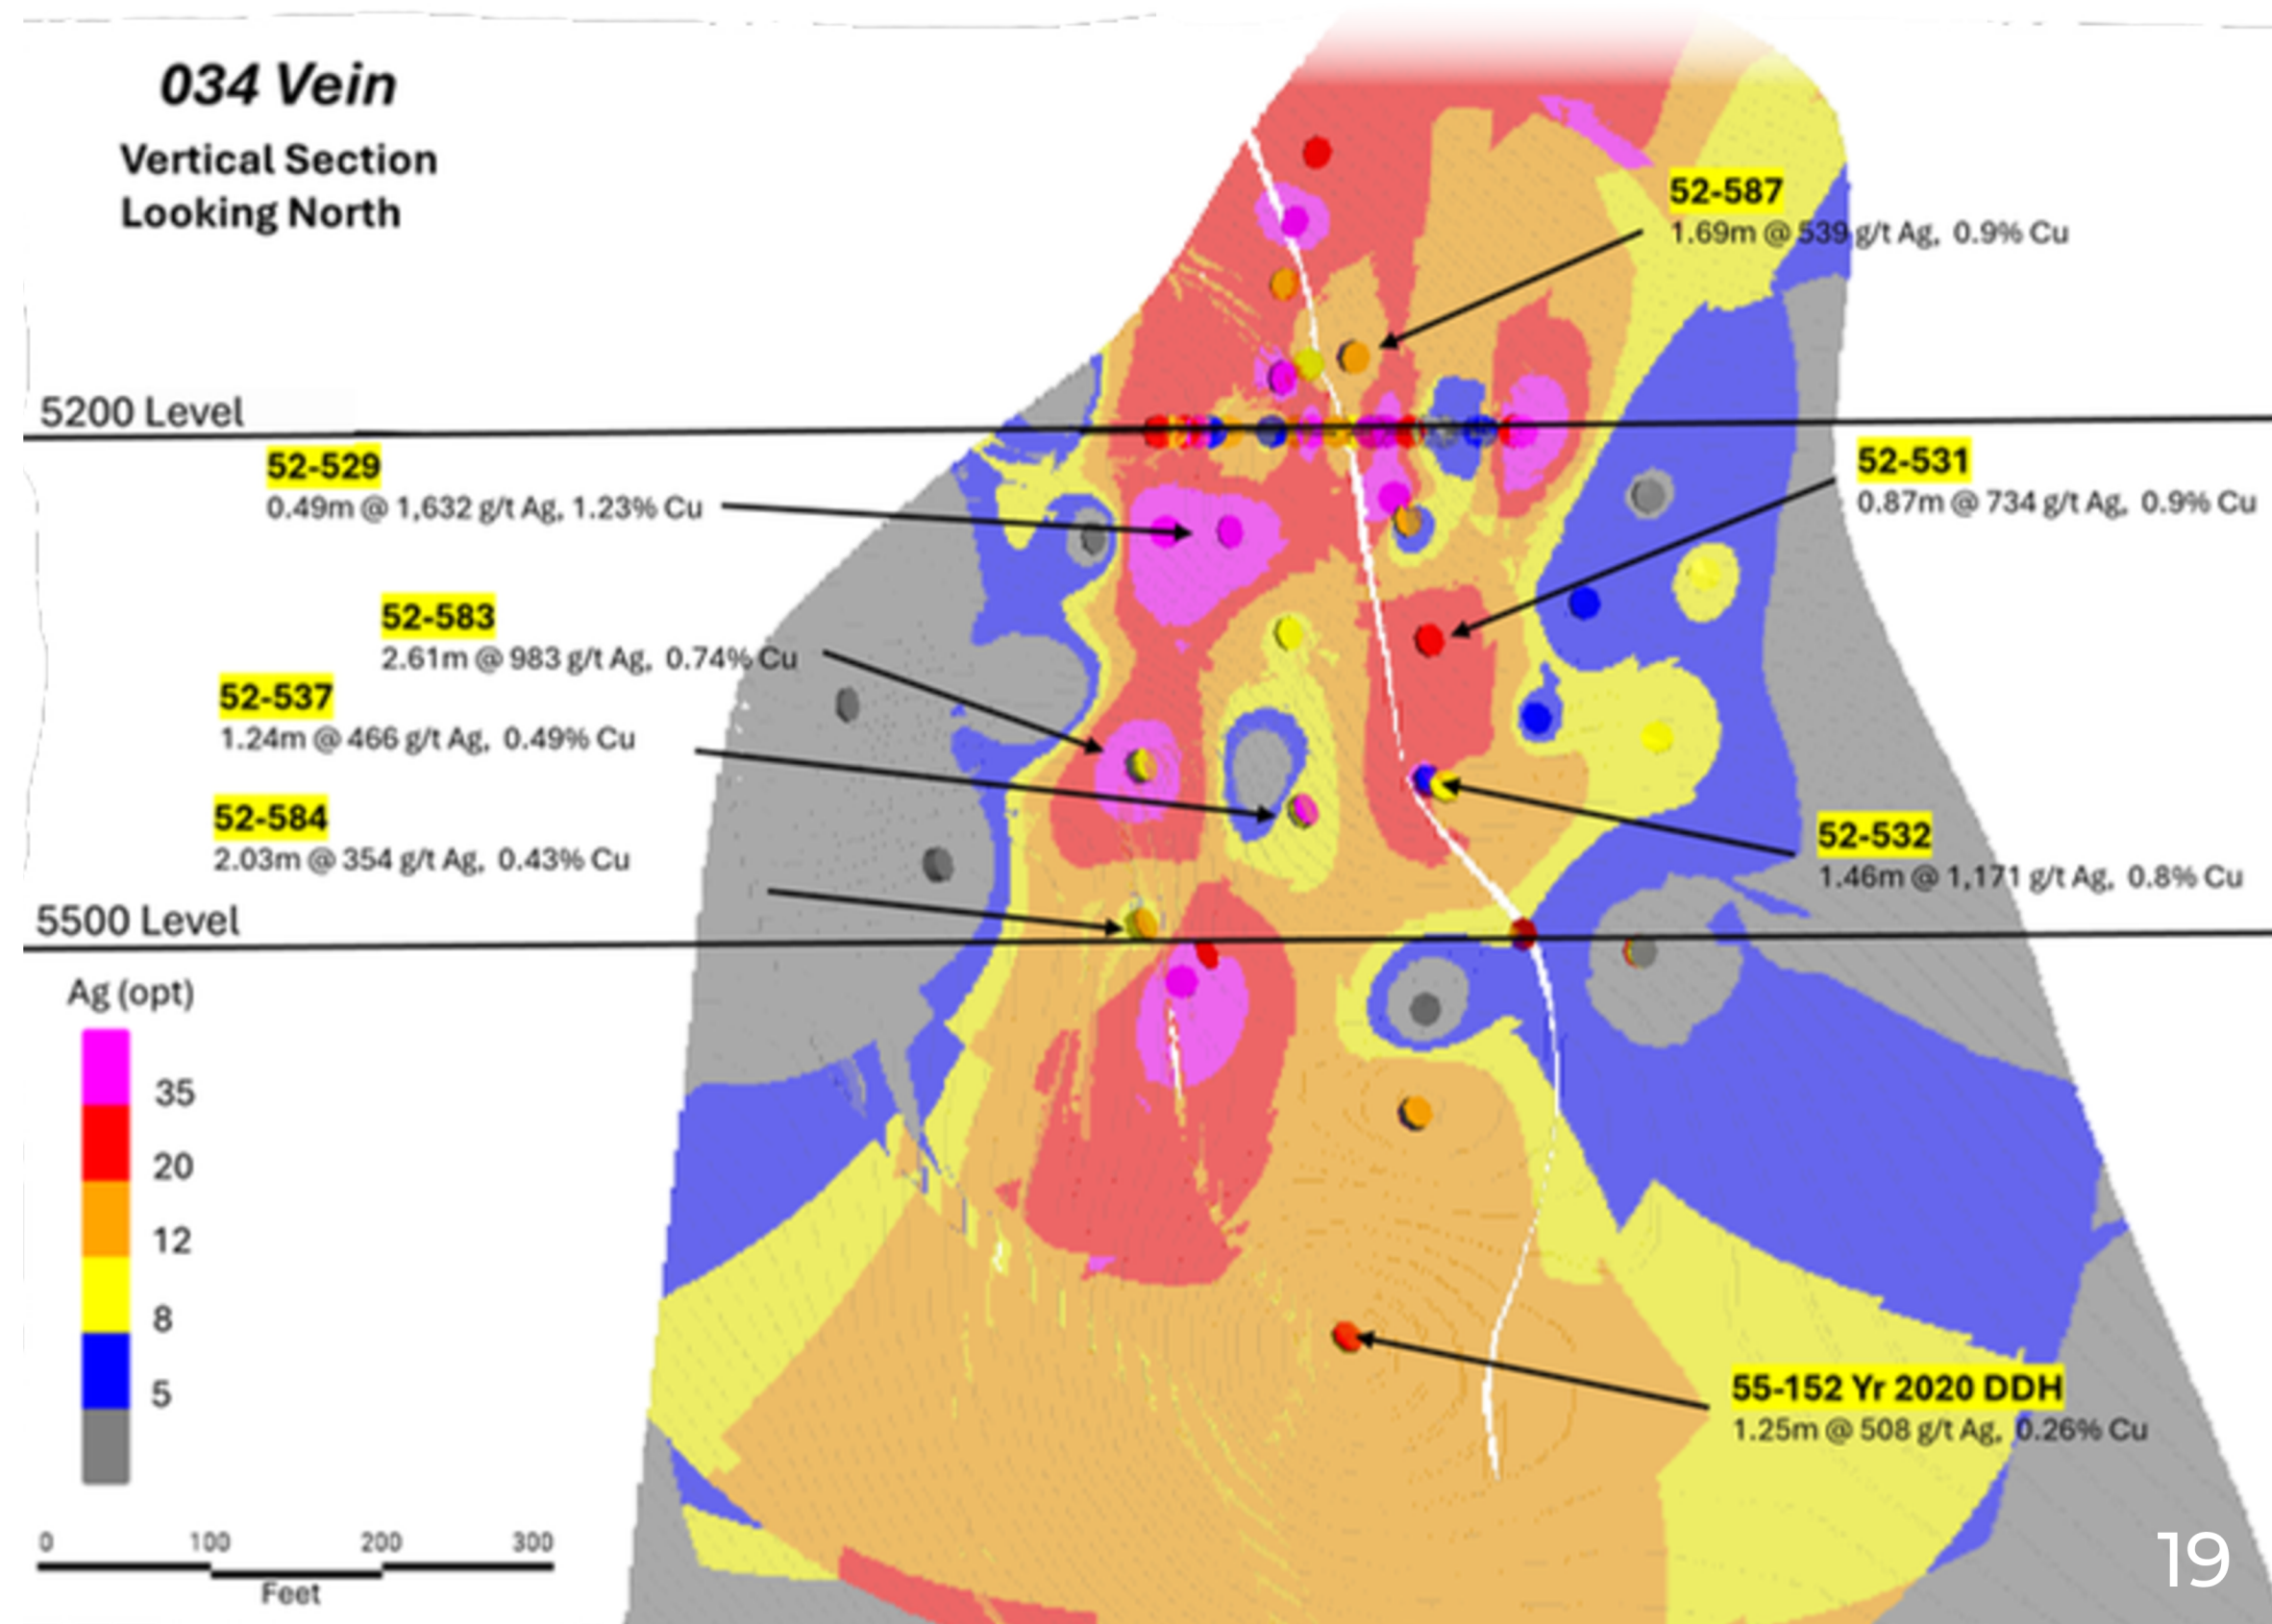 034 Vein
Vertical Section
Looking North
52-587
1.69m @ 539 g/t Ag, 0.9% Cu
5200 Level
52-529
0.49m @ 1,632 g/t Ag, 1.23% Cu
52-531
0.87m @ 734 g/t Ag, 0.9% Cu
52-583
2.61m @ 983 g/t Ag, 0.74% Cu
52-537
1.24m @ 466 g/t Ag, 0.49% Cu
52-584
2.03m @ 354 g/t Ag, 0.43% Cu
52-532
1.46m @ 1,171 g/t Ag, 0.8% Cu
5500 Level
Ag (opt)
35
20
12
8
5
55-152 Yr 2020 DDH
1.25m @ 508 g/t Ag, 0.26% Cu
0 100 200 300
Feet
19